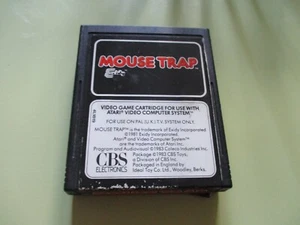 MOUSE TRAP™
VIDEO GAME CARTRIDGE FOR USE WITH
ATARI® VIDEO COMPUTER SYSTEM™
FOR USE ON PAL (U.K.) T.V. SYSTEM ONLY.
MOUSE TRAP™ is the trademark of Exidy Incorporated
©1981 Exidy Incorporated.
Atari® and Video Computer System™
are the trademarks of Atari Inc.
Program and Audiovisual ©1983 Coleco Industries Inc.
CBS
ELECTRONICS
Package ©1983 CBS Toys,
a Division of CBS Inc.
Packaged in England by
Ideal Toy Co. Ltd., Woodley, Berks.